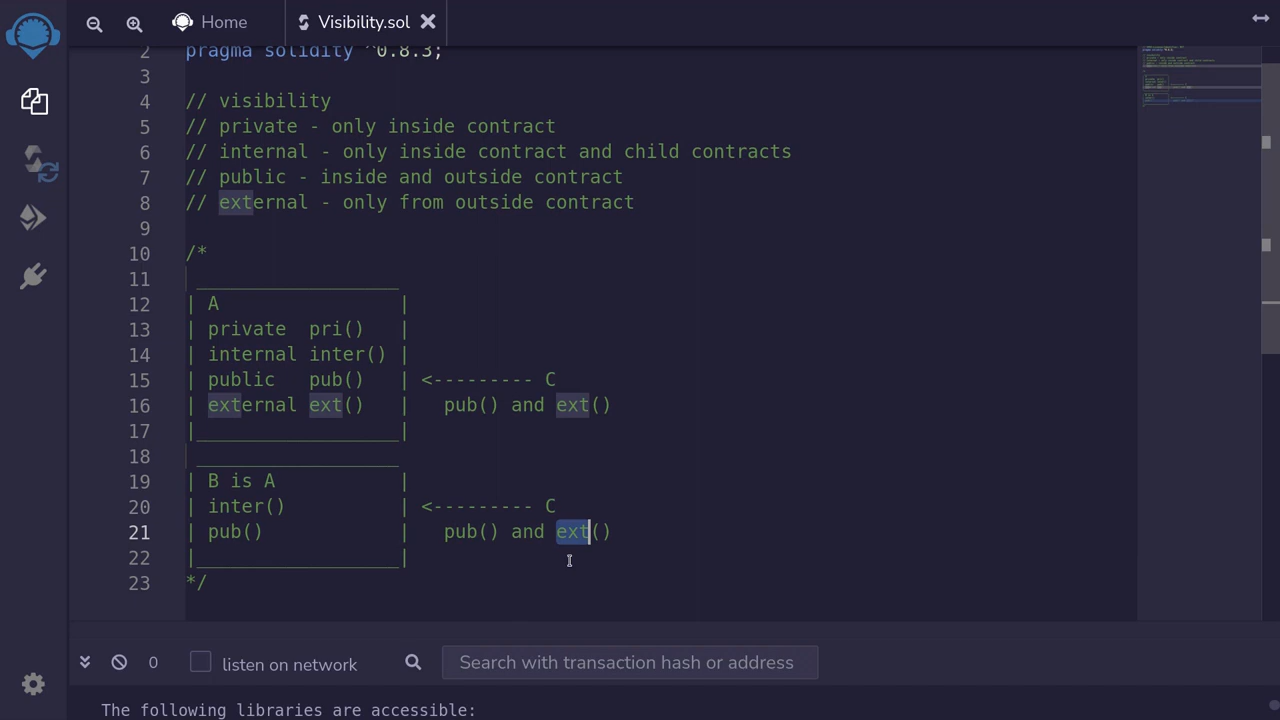 Home
Visibility.sol
2 pragma solidity ^0.8.3;
3
4 // visibility
5 // private - only inside contract
6 // internal - only inside contract and child contracts
7 // public - inside and outside contract
8 // external - only from outside contract
9
10 /*
11  __________________
12 | A                 |
13 | private  pri()    |
14 | internal inter()  |
15 | public   pub()    | <--------- C
16 | external ext()    |   pub() and ext()
17 |__________________|
18  __________________
19 | B is A            |
20 | inter()           | <--------- C
21 | pub()             |   pub() and ext()
22 |__________________|
23 */
0 listen on network Search with transaction hash or address
The following libraries are accessible: